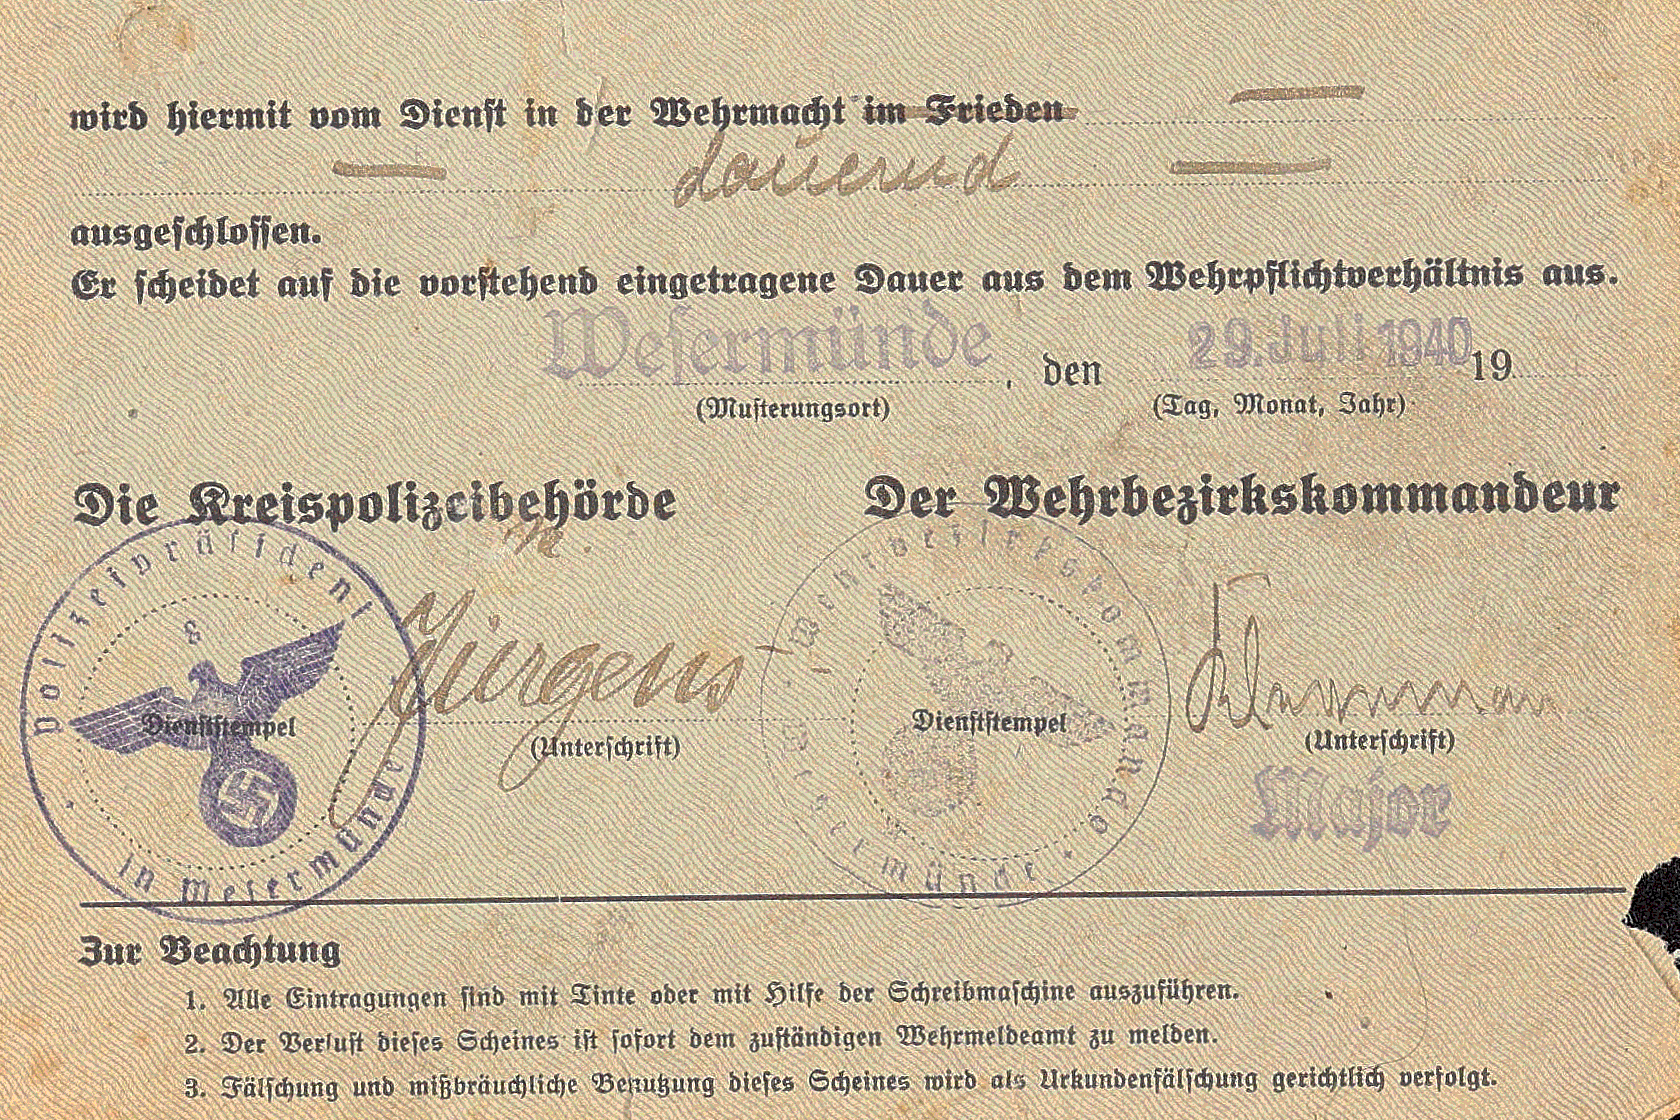 wird hiermit vom Dienst in der Wehrmacht im Frieden
dauernd
ausgeschlossen.
Er scheidet auf die vorstehend eingetragene Dauer aus dem Wehrpflichtverhältnis aus.
Wesermünde, den 29. Juli 1940 19
(Musterungsort) (Tag, Monat, Jahr)
Die Kreispolizeibehörde Der Wehrbezirkskommandeur
Polizeipräsident
in Wesermünde
8
Dienststempel
Jürgens
(Unterschrift)
Wehrbezirkskommando
Wesermünde
Dienststempel
(Unterschrift)
Major
Zur Beachtung
1. Alle Eintragungen sind mit Tinte oder mit Hilfe der Schreibmaschine auszuführen.
2. Der Verlust dieses Scheines ist sofort dem zuständigen Wehrmeldeamt zu melden.
3. Fälschung und mißbräuchliche Benutzung dieses Scheines wird als Urkundenfälschung gerichtlich verfolgt.